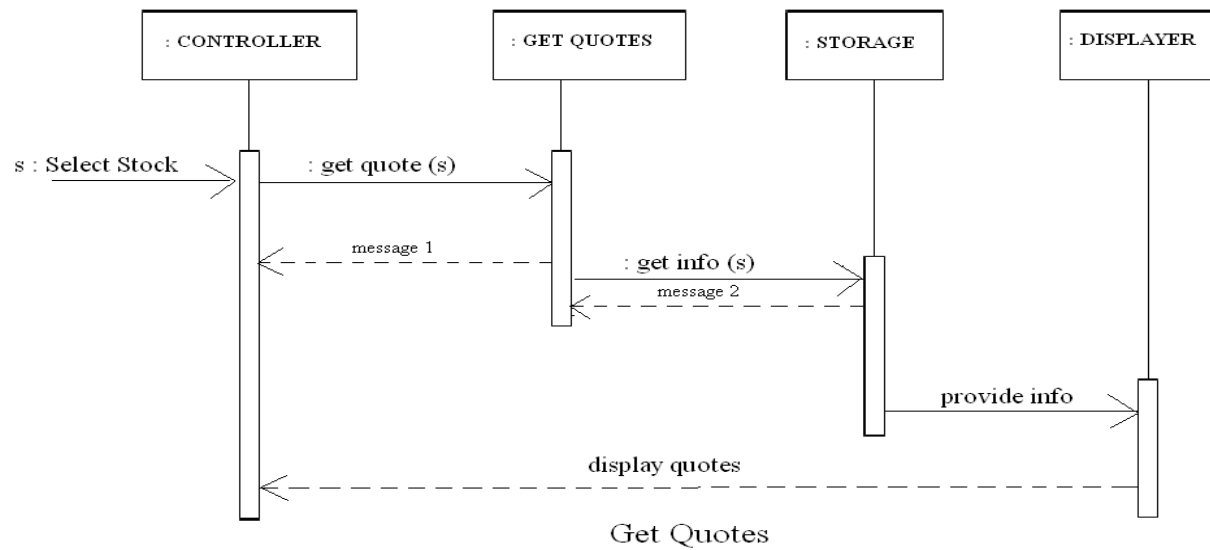 : CONTROLLER
: GET QUOTES
: STORAGE
: DISPLAYER
s : Select Stock
: get quote (s)
message 1
: get info (s)
message 2
provide info
display quotes
Get Quotes